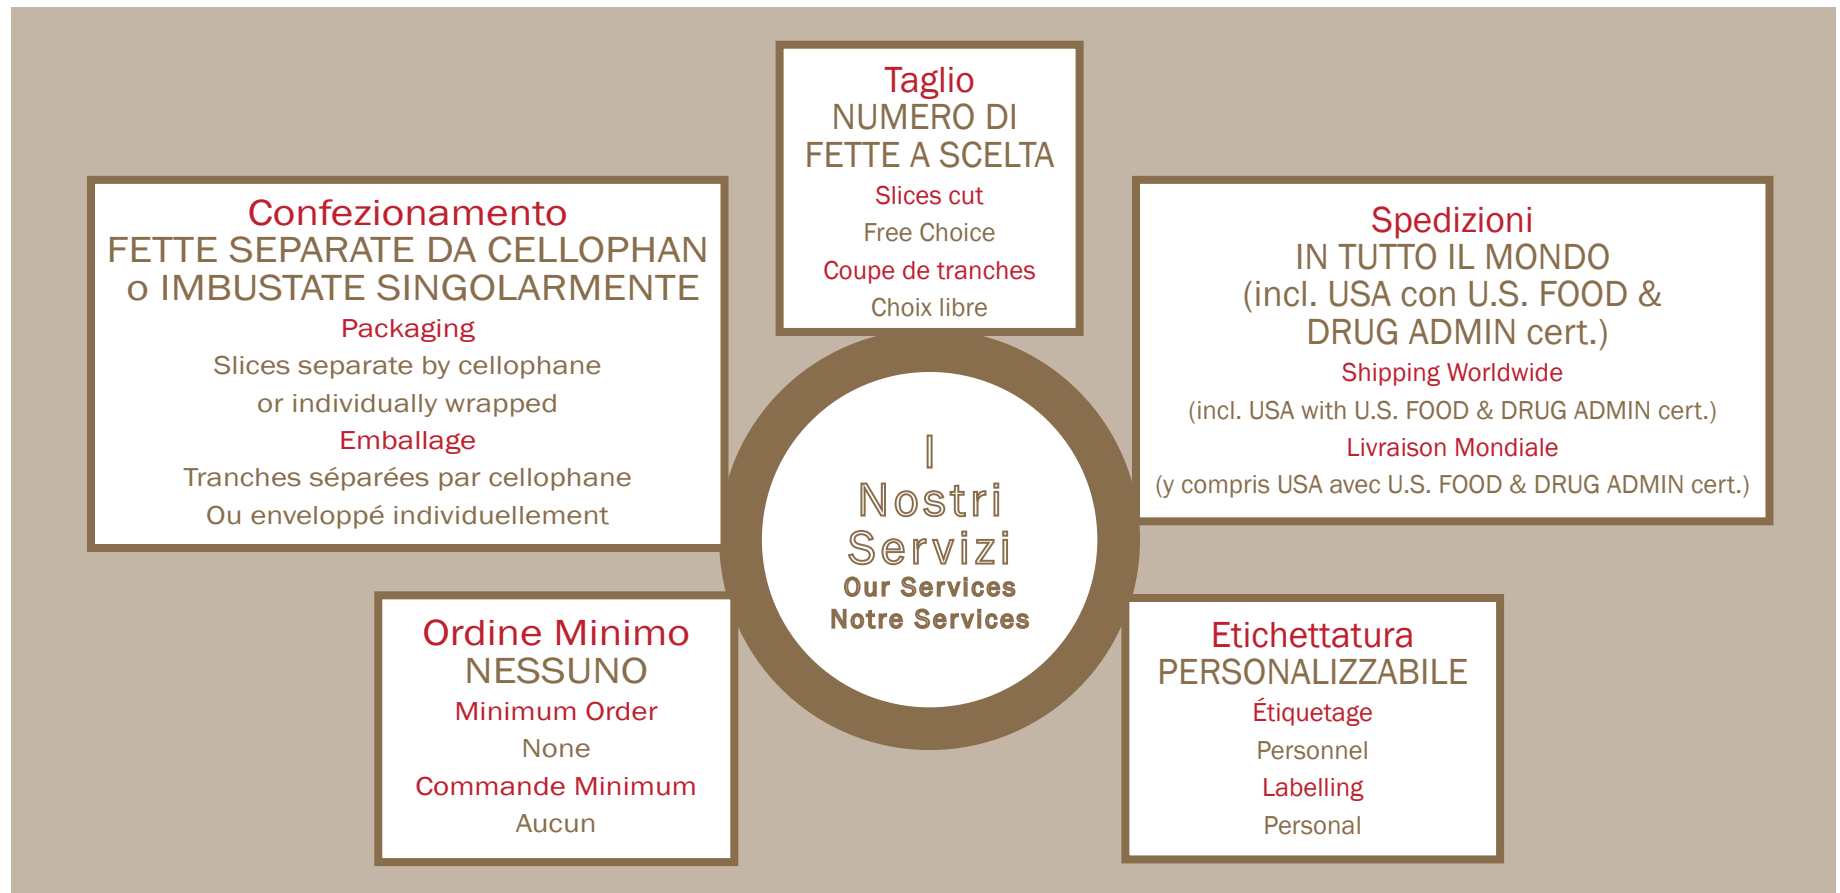 Taglio
NUMERO DI
FETTE A SCELTA
Slices cut
Free Choice
Coupe de tranches
Choix libre
Confezionamento
FETTE SEPARATE DA CELLOPHAN
o IMBUSTATE SINGOLARMENTE
Packaging
Slices separate by cellophane
or individually wrapped
Emballage
Tranches séparées par cellophane
Ou enveloppé individuellement
Spedizioni
IN TUTTO IL MONDO
(incl. USA con U.S. FOOD &
DRUG ADMIN cert.)
Shipping Worldwide
(incl. USA with U.S. FOOD & DRUG ADMIN cert.)
Livraison Mondiale
(y compris USA avec U.S. FOOD & DRUG ADMIN cert.)
I
Nostri
Servizi
Our Services
Notre Services
Ordine Minimo
NESSUNO
Minimum Order
None
Commande Minimum
Aucun
Etichettatura
PERSONALIZZABILE
Étiquetage
Personnel
Labelling
Personal